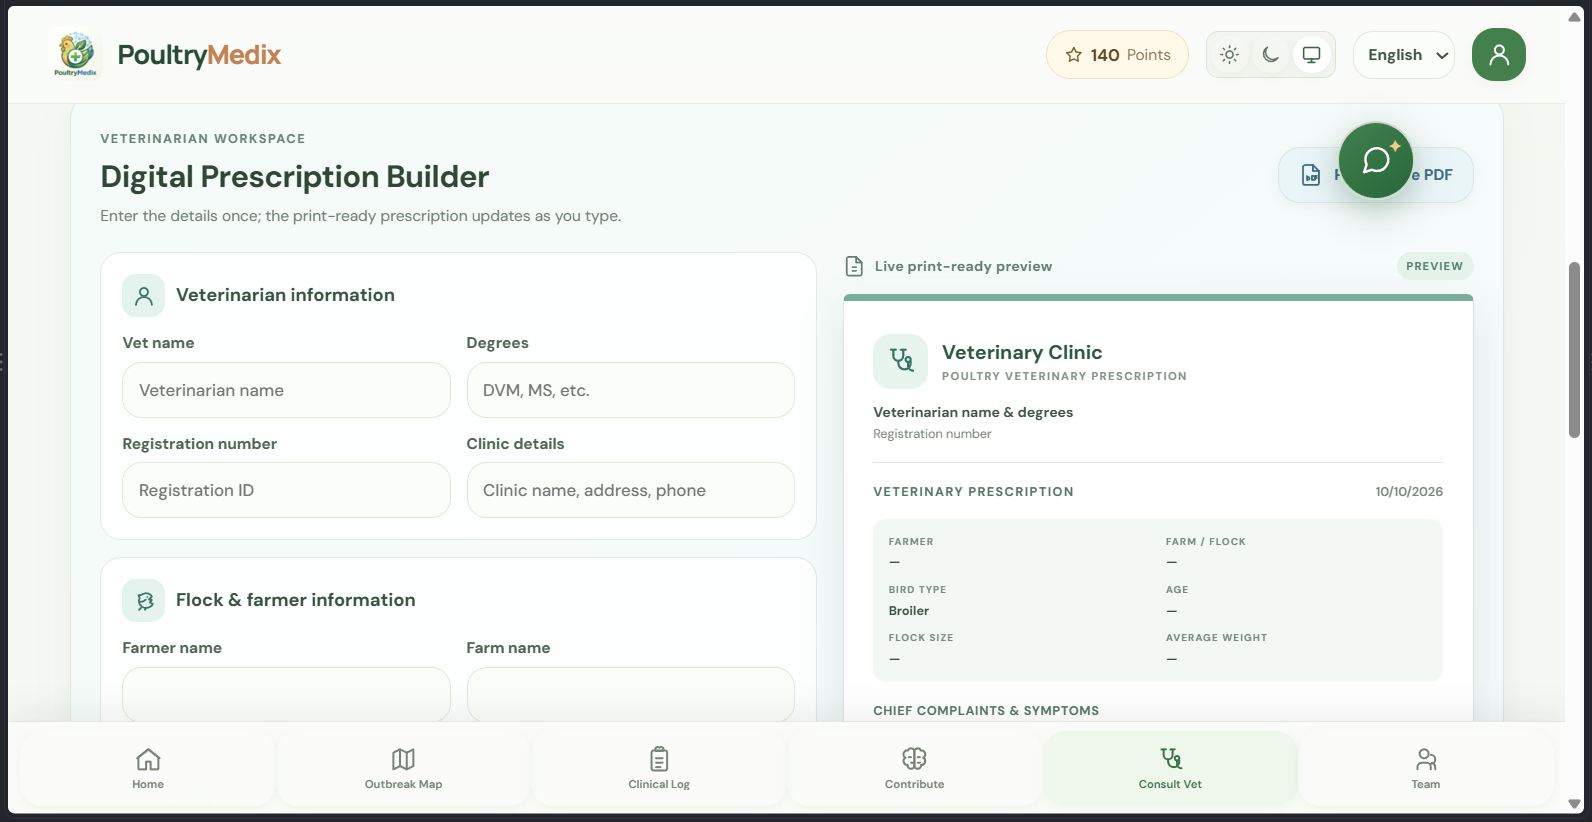 PoultryMedix
PoultryMedix
140 Points
English
VETERINARIAN WORKSPACE
Digital Prescription Builder
Enter the details once; the print-ready prescription updates as you type.
e PDF
Veterinarian information
Vet name
Degrees
Veterinarian name
DVM, MS, etc.
Registration number
Clinic details
Registration ID
Clinic name, address, phone
Flock & farmer information
Farmer name
Farm name
Live print-ready preview
PREVIEW
Veterinary Clinic
POULTRY VETERINARY PRESCRIPTION
Veterinarian name & degrees
Registration number
VETERINARY PRESCRIPTION
10/10/2026
FARMER
FARM / FLOCK
—
—
BIRD TYPE
AGE
Broiler
—
FLOCK SIZE
AVERAGE WEIGHT
—
—
CHIEF COMPLAINTS & SYMPTOMS
Home
Outbreak Map
Clinical Log
Contribute
Consult Vet
Team